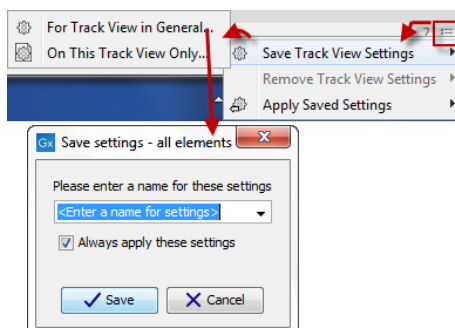 For Track View in General...
On This Track View Only...
?
Save Track View Settings
Remove Track View Settings
Apply Saved Settings
Gx Save settings - all elements
Please enter a name for these settings
<Enter a name for settings>
Always apply these settings
Save Cancel